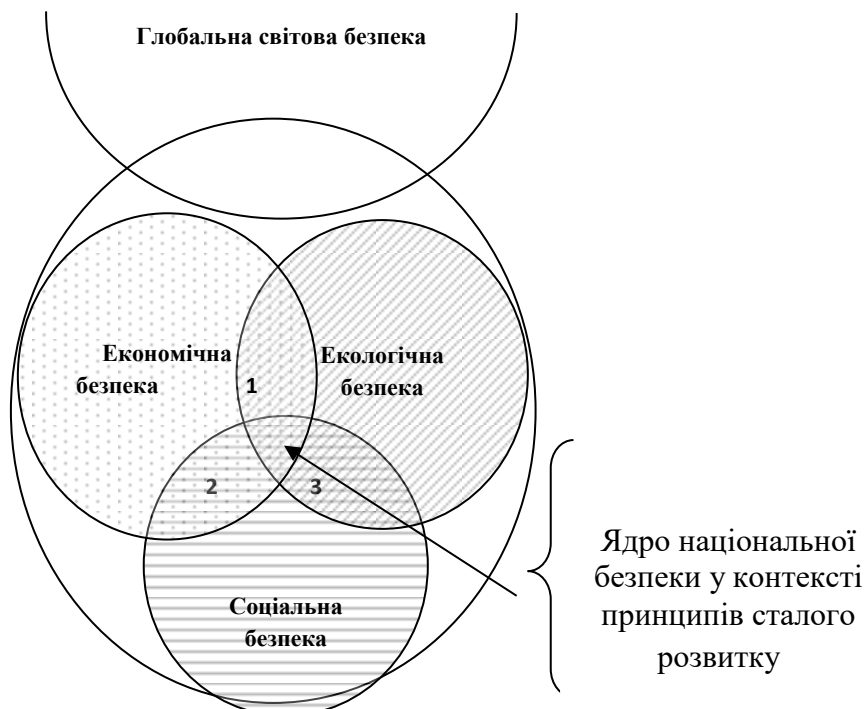 Глобальна світова безпека
Економічна
безпека
Екологічна
безпека
1
2
3
Соціальна
безпека
Ядро національної
безпеки у контексті
принципів сталого
розвитку